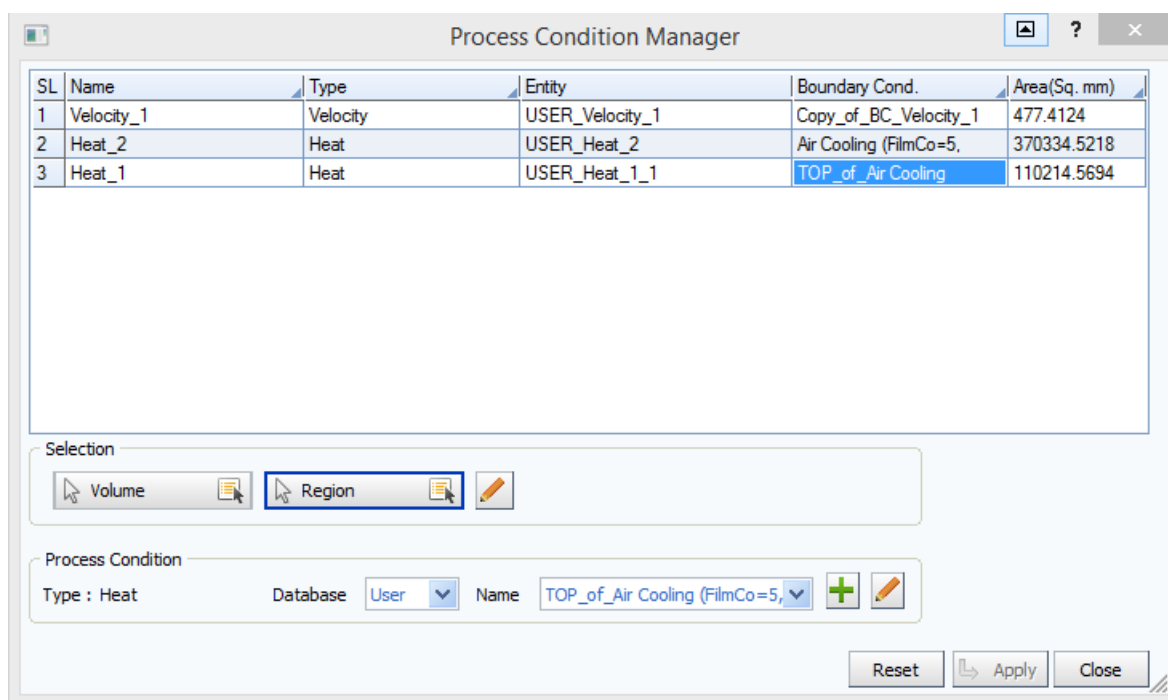 Process Condition Manager ?
SL Name Type Entity Boundary Cond. Area(Sq. mm)
1 Velocity_1 Velocity USER_Velocity_1 Copy_of_BC_Velocity_1 477.4124
2 Heat_2 Heat USER_Heat_2 Air Cooling (FilmCo=5, 370334.5218
3 Heat_1 Heat USER_Heat_1_1 TOP_of_Air Cooling 110214.5694
Selection
Volume Region
Process Condition
Type : Heat Database User Name TOP_of_Air Cooling (FilmCo=5,
Reset Apply Close